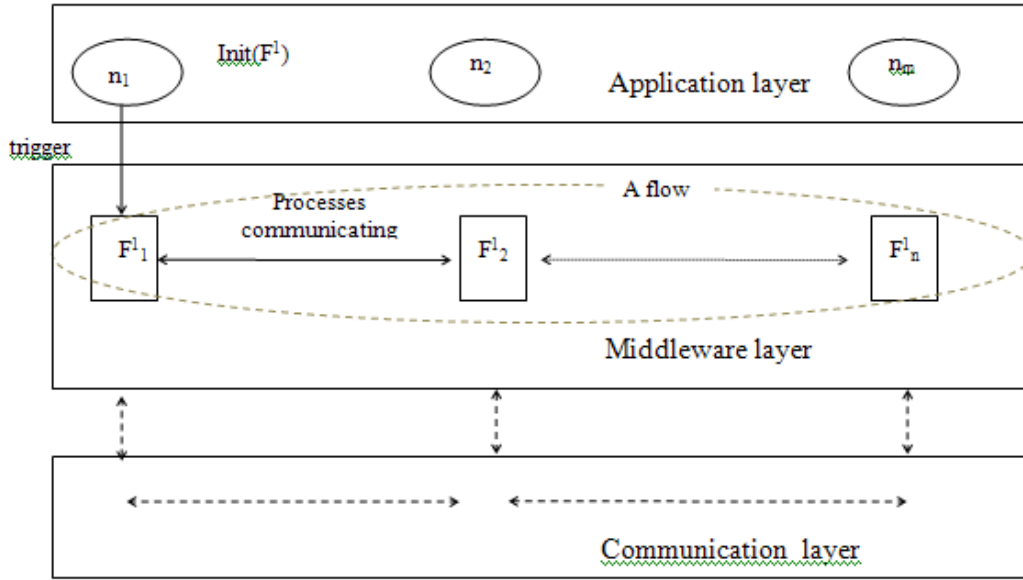 Init(F¹)
n₁
n₂
nₘ
Application layer
trigger
A flow
Processes
communicating
F¹₁
F¹₂
F¹ₙ
Middleware layer
Communication layer